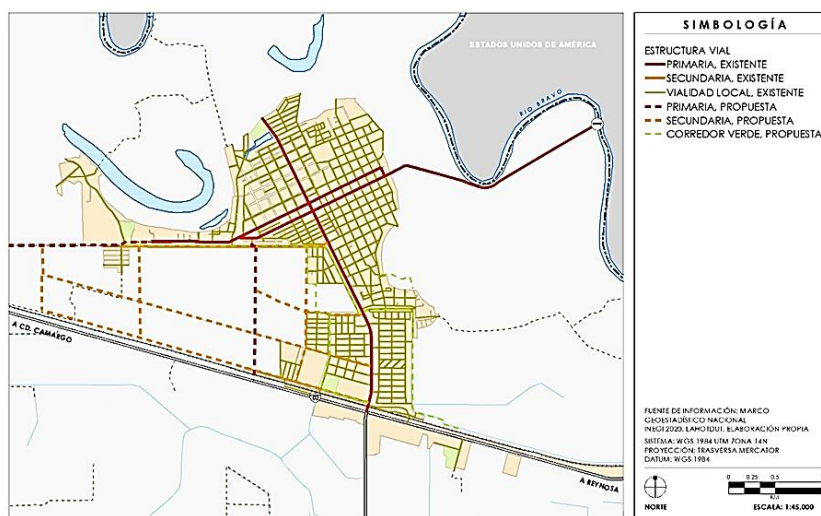 ESTADOS UNIDOS DE AMÉRICA
RIO BRAVO
A CD. CAMARGO
A REYNOSA
SIMBOLOGÍA
ESTRUCTURA VIAL
PRIMARIA, EXISTENTE
SECUNDARIA, EXISTENTE
VIALIDAD LOCAL, EXISTENTE
PRIMARIA, PROPUESTA
SECUNDARIA, PROPUESTA
CORREDOR VERDE, PROPUESTA
FUENTE DE INFORMACIÓN: MARCO
GEOESTADÍSTICO NACIONAL
INEGI 2020, LAHOTDUT. ELABORACIÓN PROPIA
SISTEMA: WGS 1984 UTM ZONA 14N
PROYECCIÓN: TRASVERSA MERCATOR
DATUM: WGS 1984
0 0.25 0.5
KM
NORTE
ESCALA: 1:45,000